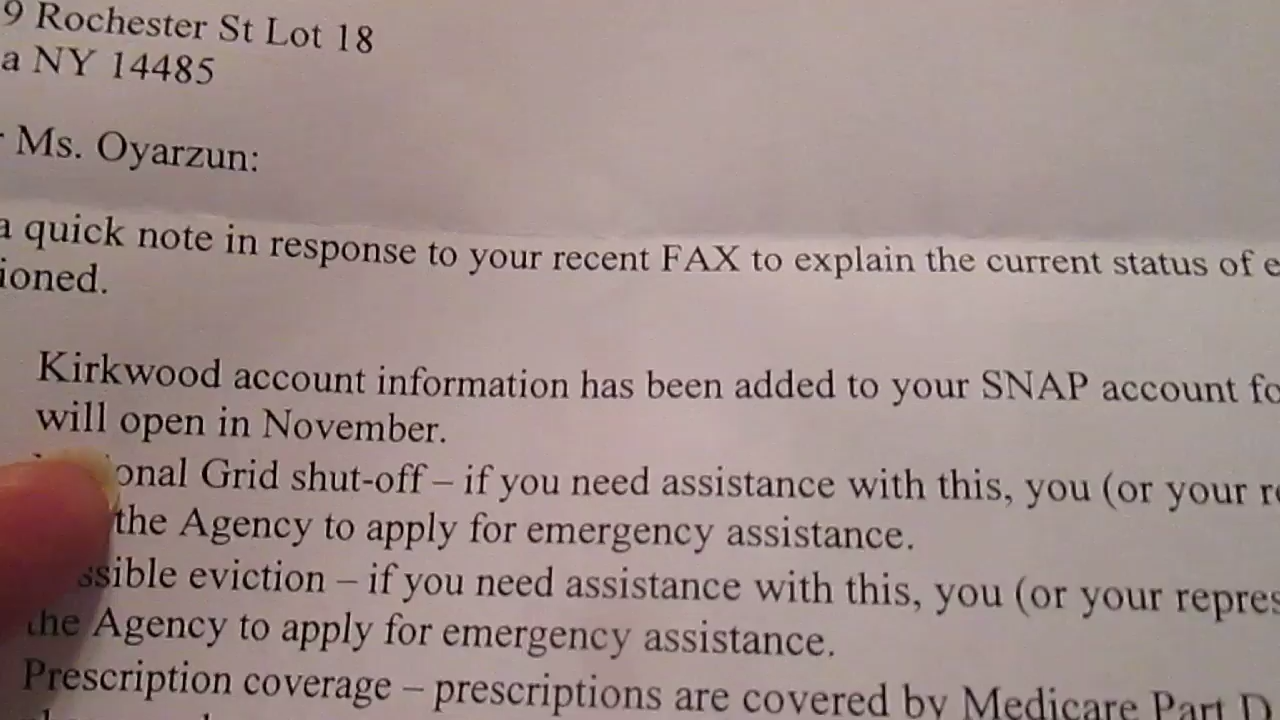 9 Rochester St Lot 18
a NY 14485
Ms. Oyarzun:
a quick note in response to your recent FAX to explain the current status of e
ioned.
Kirkwood account information has been added to your SNAP account fo
will open in November.
onal Grid shut-off – if you need assistance with this, you (or your re
the Agency to apply for emergency assistance.
ssible eviction – if you need assistance with this, you (or your repres
the Agency to apply for emergency assistance.
Prescription coverage – prescriptions are covered by Medicare Part D